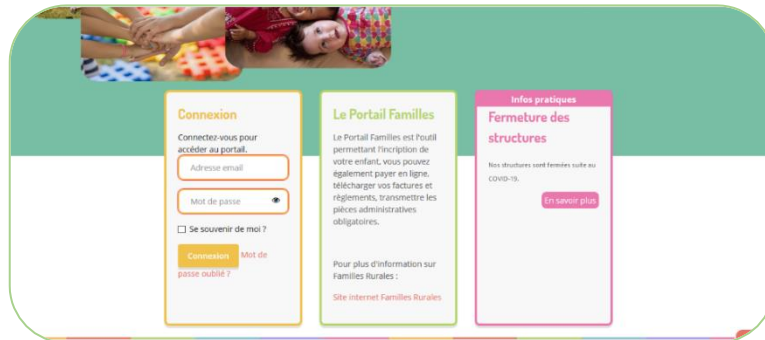 Connexion
Connectez-vous pour
accéder au portail.
Adresse email
Mot de passe
Se souvenir de moi ?
Connexion Mot de
passe oublié ?
Le Portail Familles
Le Portail Familles est l'outil
permettant l'incription de
votre enfant, vous pouvez
également payer en ligne,
télécharger vos factures et
règlements, transmettre les
pièces administratives
obligatoires.
Pour plus d'information sur
Familles Rurales :
Site internet Familles Rurales
Infos pratiques
Fermeture des
structures
Nos structures sont fermées suite au
COVID-19.
En savoir plus